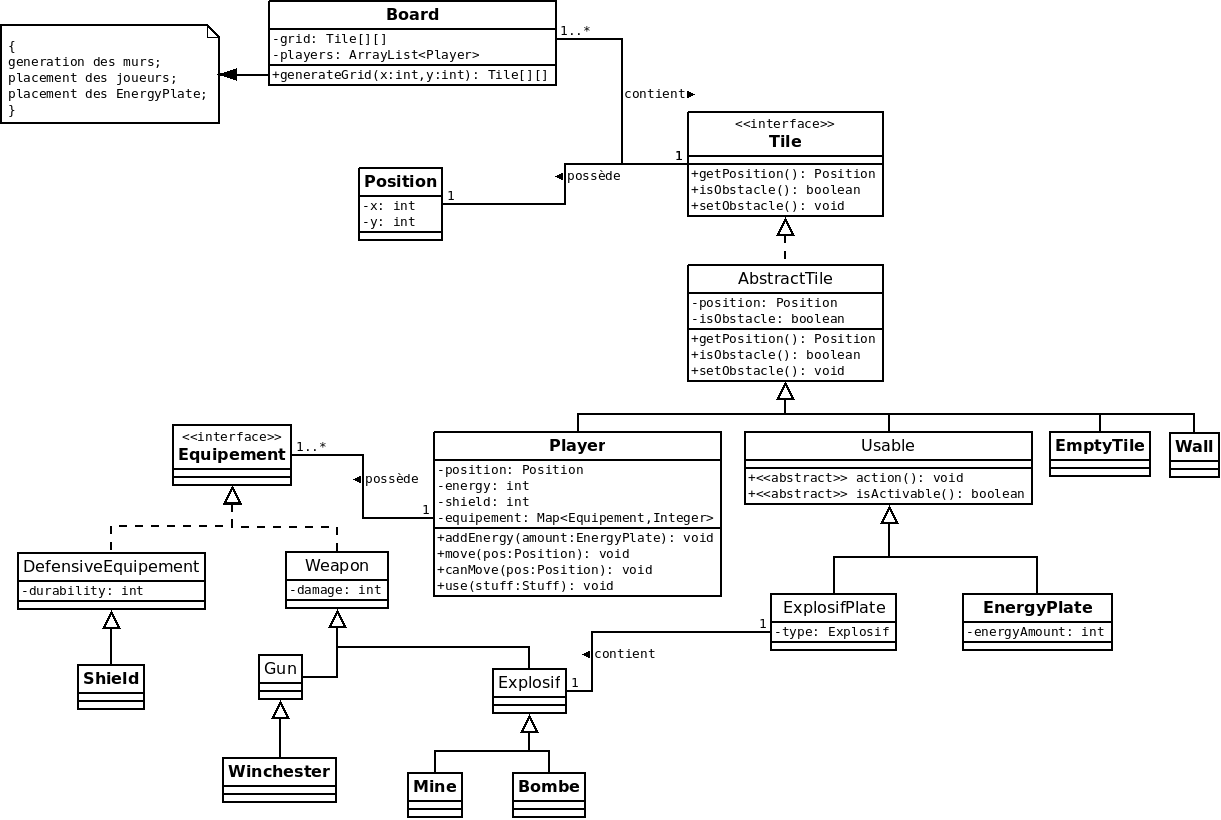 Board
-grid: Tile[][]
-players: ArrayList<Player>
+generateGrid(x:int,y:int): Tile[][]
{
generation des murs;
placement des joueurs;
placement des EnergyPlate;
}
1..*
contient
<<interface>>
Tile
+getPosition(): Position
+isObstacle(): boolean
+setObstacle(): void
1
possède
Position
-x: int
-y: int
1
AbstractTile
-position: Position
-isObstacle: boolean
+getPosition(): Position
+isObstacle(): boolean
+setObstacle(): void
<<interface>>
Equipement
1..*
possède
1
Player
-position: Position
-energy: int
-shield: int
-equipement: Map<Equipement,Integer>
+addEnergy(amount:EnergyPlate): void
+move(pos:Position): void
+canMove(pos:Position): void
+use(stuff:Stuff): void
Usable
+<<abstract>> action(): void
+<<abstract>> isActivable(): boolean
EmptyTile
Wall
DefensiveEquipement
-durability: int
Weapon
-damage: int
ExplosifPlate
-type: Explosif
EnergyPlate
-energyAmount: int
1
contient
1
Shield
Gun
Explosif
Winchester
Mine
Bombe